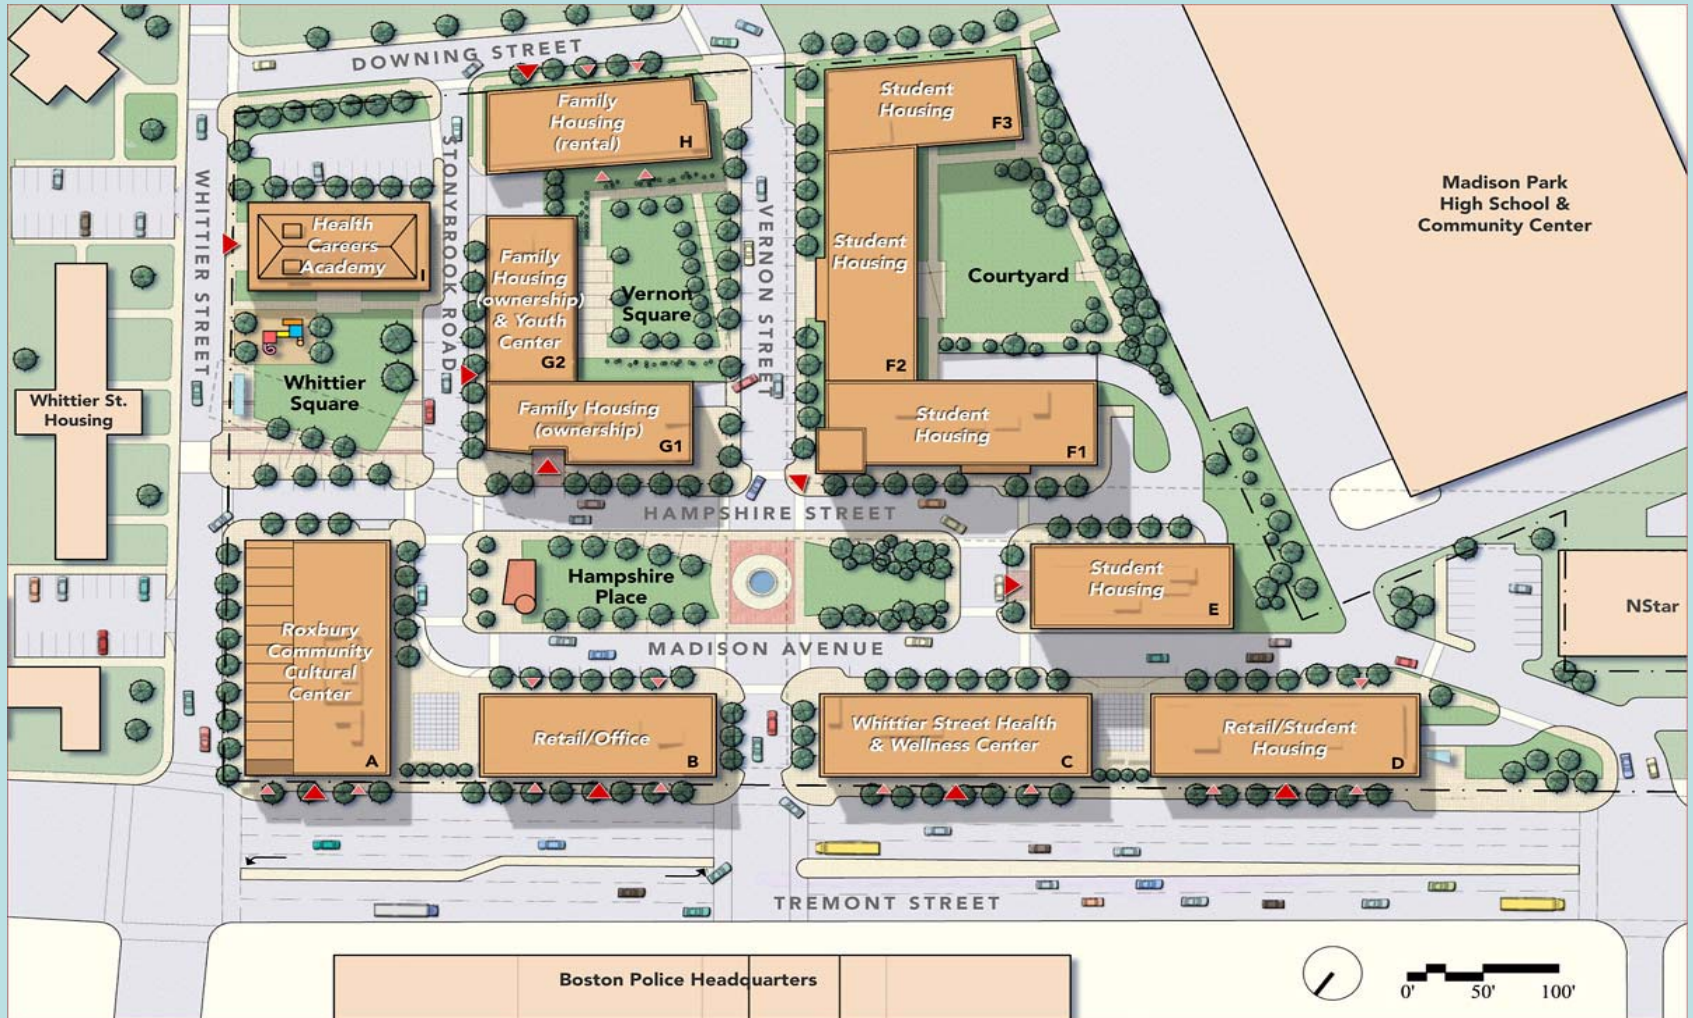 DOWNING STREET
Family
Housing
(rental)
H
Student
Housing
F3
Madison Park
High School &
Community Center
WHITTIER STREET
STONYBROOK ROAD
VERNON STREET
Health
Careers
Academy
I
Family
Housing
(ownership)
& Youth
Center
G2
Vernon
Square
Student
Housing
F2
Courtyard
Whittier
Square
Whittier St.
Housing
Family Housing
(ownership)
G1
Student
Housing
F1
HAMPSHIRE STREET
Hampshire
Place
Student
Housing
E
NStar
Roxbury
Community
Cultural
Center
A
MADISON AVENUE
Retail/Office
B
Whittier Street Health
& Wellness Center
C
Retail/Student
Housing
D
TREMONT STREET
Boston Police Headquarters
0' 50' 100'